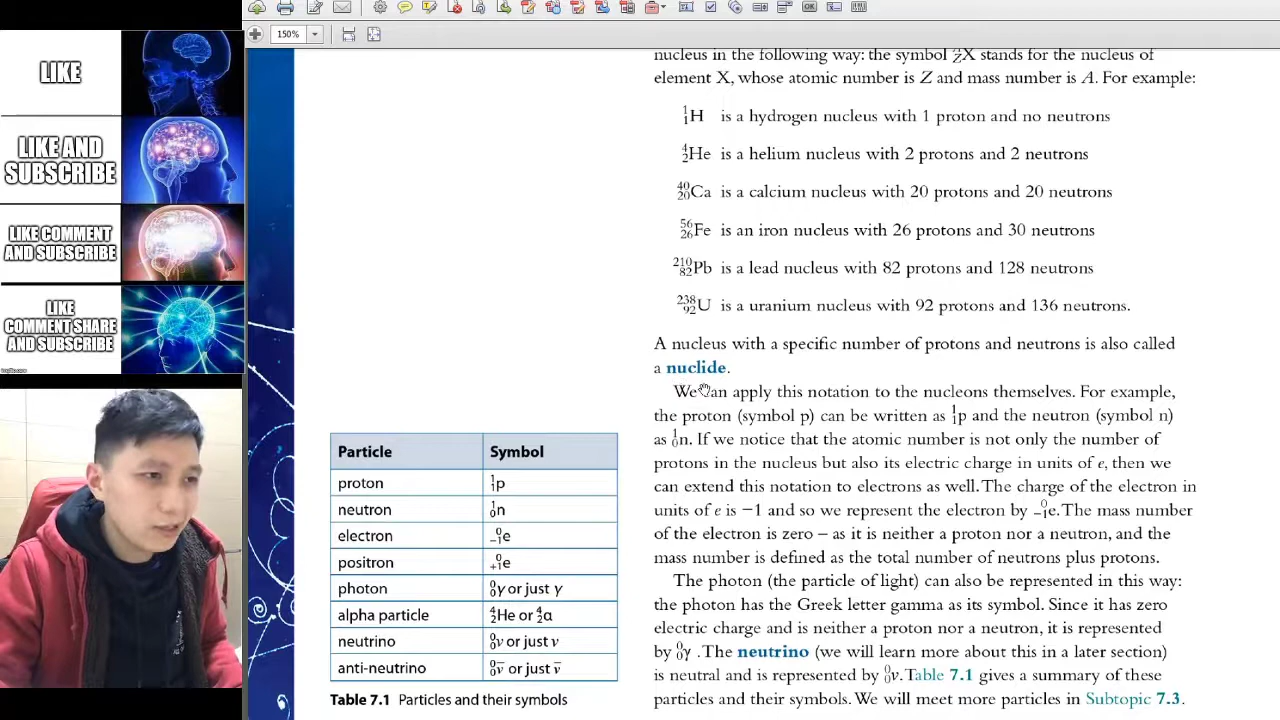 150%
LIKE
LIKE AND
SUBSCRIBE
LIKE COMMENT
AND SUBSCRIBE
LIKE
COMMENT SHARE
AND SUBSCRIBE
nucleus in the following way: the symbol ᴬ_ZX stands for the nucleus of
element X, whose atomic number is Z and mass number is A. For example:
¹₁H is a hydrogen nucleus with 1 proton and no neutrons
⁴₂He is a helium nucleus with 2 protons and 2 neutrons
⁴⁰₂₀Ca is a calcium nucleus with 20 protons and 20 neutrons
⁵⁶₂₆Fe is an iron nucleus with 26 protons and 30 neutrons
²¹⁰₈₂Pb is a lead nucleus with 82 protons and 128 neutrons
²³⁸₉₂U is a uranium nucleus with 92 protons and 136 neutrons.
A nucleus with a specific number of protons and neutrons is also called
a nuclide.
We can apply this notation to the nucleons themselves. For example,
the proton (symbol p) can be written as ¹₁p and the neutron (symbol n)
as ¹₀n. If we notice that the atomic number is not only the number of
protons in the nucleus but also its electric charge in units of e, then we
can extend this notation to electrons as well. The charge of the electron in
units of e is −1 and so we represent the electron by ⁰₋₁e. The mass number
of the electron is zero – as it is neither a proton nor a neutron, and the
mass number is defined as the total number of neutrons plus protons.
The photon (the particle of light) can also be represented in this way:
the photon has the Greek letter gamma as its symbol. Since it has zero
electric charge and is neither a proton nor a neutron, it is represented
by ⁰₀γ. The neutrino (we will learn more about this in a later section)
is neutral and is represented by ⁰₀ν. Table 7.1 gives a summary of these
particles and their symbols. We will meet more particles in Subtopic 7.3.
Particle Symbol
proton ¹₁p
neutron ¹₀n
electron ⁰₋₁e
positron ⁰₊₁e
photon ⁰₀γ or just γ
alpha particle ⁴₂He or ⁴₂α
neutrino ⁰₀ν or just ν
anti-neutrino ⁰₀ν̄ or just ν̄
Table 7.1 Particles and their symbols